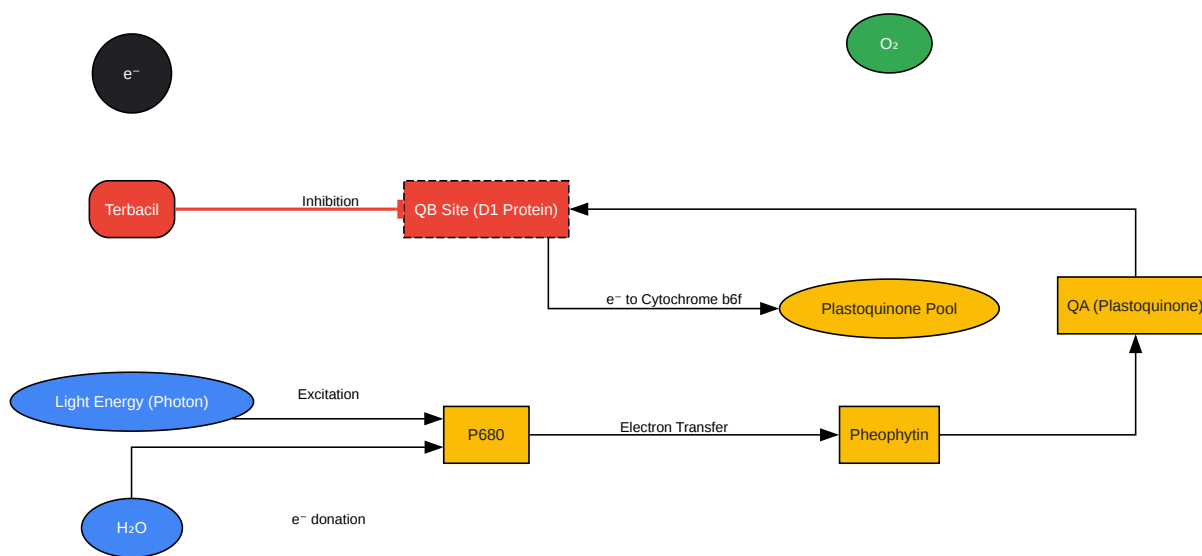 O₂
e⁻
Terbacil
Inhibition
QB Site (D1 Protein)
e⁻ to Cytochrome b6f
Plastoquinone Pool
QA (Plastoquinone)
Light Energy (Photon)
Excitation
P680
Electron Transfer
Pheophytin
H₂O
e⁻ donation